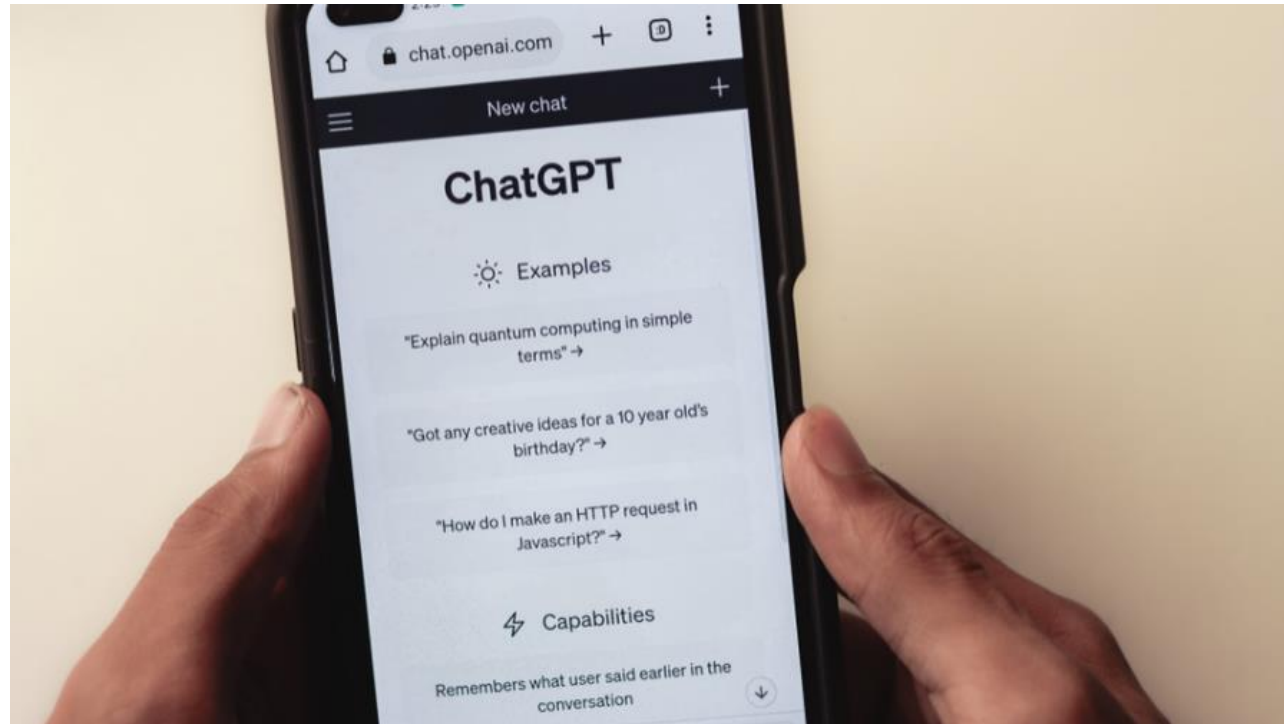 chat.openai.com
:D
New chat
ChatGPT
Examples
"Explain quantum computing in simple
terms" →
"Got any creative ideas for a 10 year old's
birthday?" →
"How do I make an HTTP request in
Javascript?" →
Capabilities
Remembers what user said earlier in the
conversation